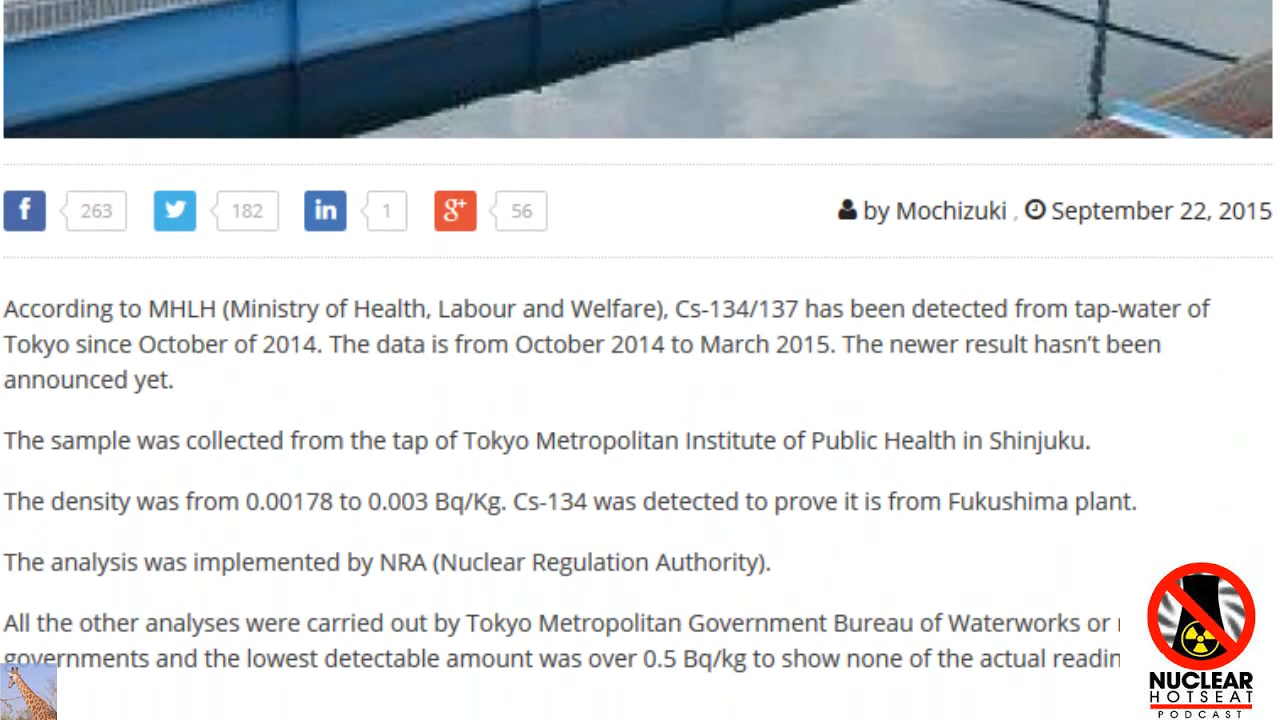 f 263 182 in 1 g+ 56 by Mochizuki , September 22, 2015
According to MHLH (Ministry of Health, Labour and Welfare), Cs-134/137 has been detected from tap-water of
Tokyo since October of 2014. The data is from October 2014 to March 2015. The newer result hasn't been
announced yet.
The sample was collected from the tap of Tokyo Metropolitan Institute of Public Health in Shinjuku.
The density was from 0.00178 to 0.003 Bq/Kg. Cs-134 was detected to prove it is from Fukushima plant.
The analysis was implemented by NRA (Nuclear Regulation Authority).
All the other analyses were carried out by Tokyo Metropolitan Government Bureau of Waterworks or
governments and the lowest detectable amount was over 0.5 Bq/kg to show none of the actual
NUCLEAR
HOTSEAT
PODCAST